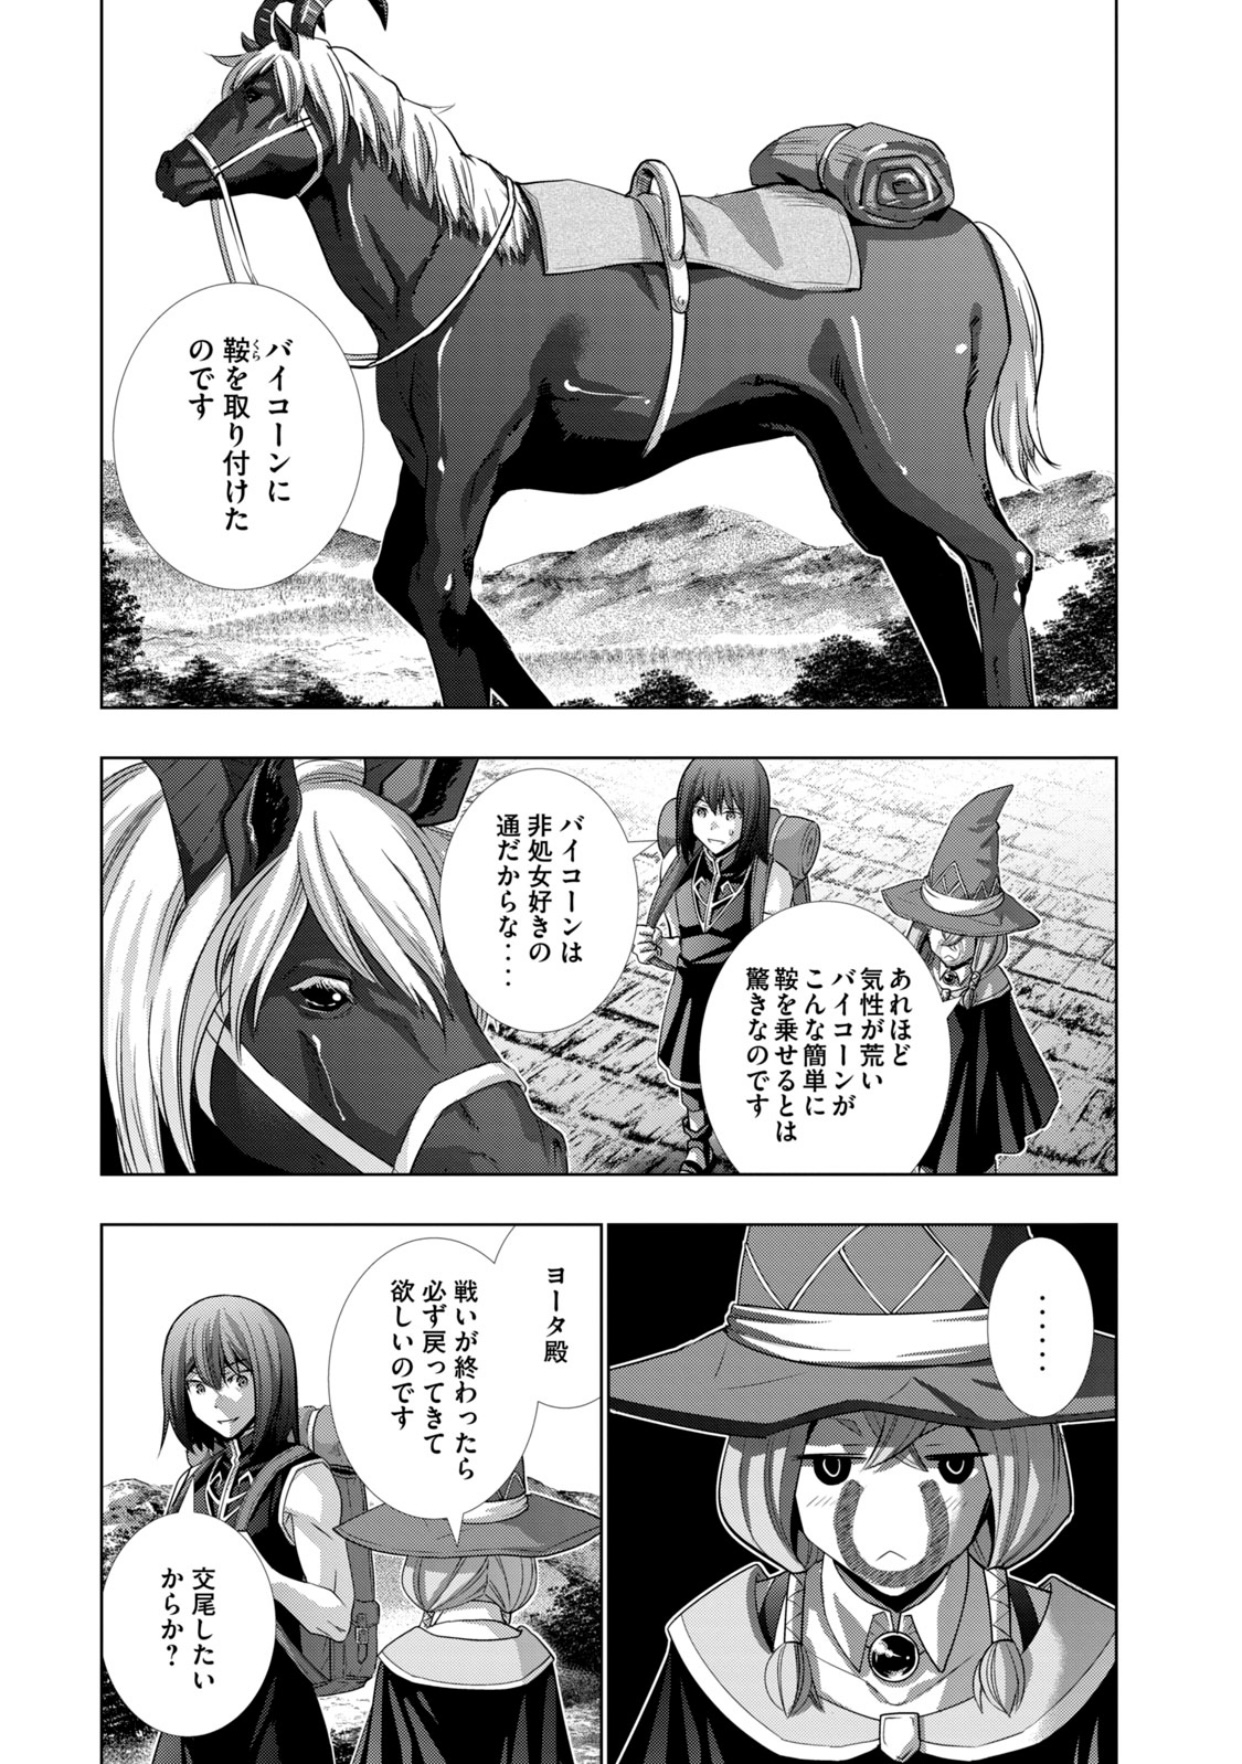 バイコーンに
鞍を取り付けた
くら
のです
あれほど
気性が荒い
バイコーンが
こんな簡単に
鞍を乗せるとは
驚きなのです
バイコーンは
非処女好きの
通だからな‥‥
‥‥‥
ヨータ殿
戦いが終わったら
必ず戻ってきて
欲しいのです
交尾したい
からか?